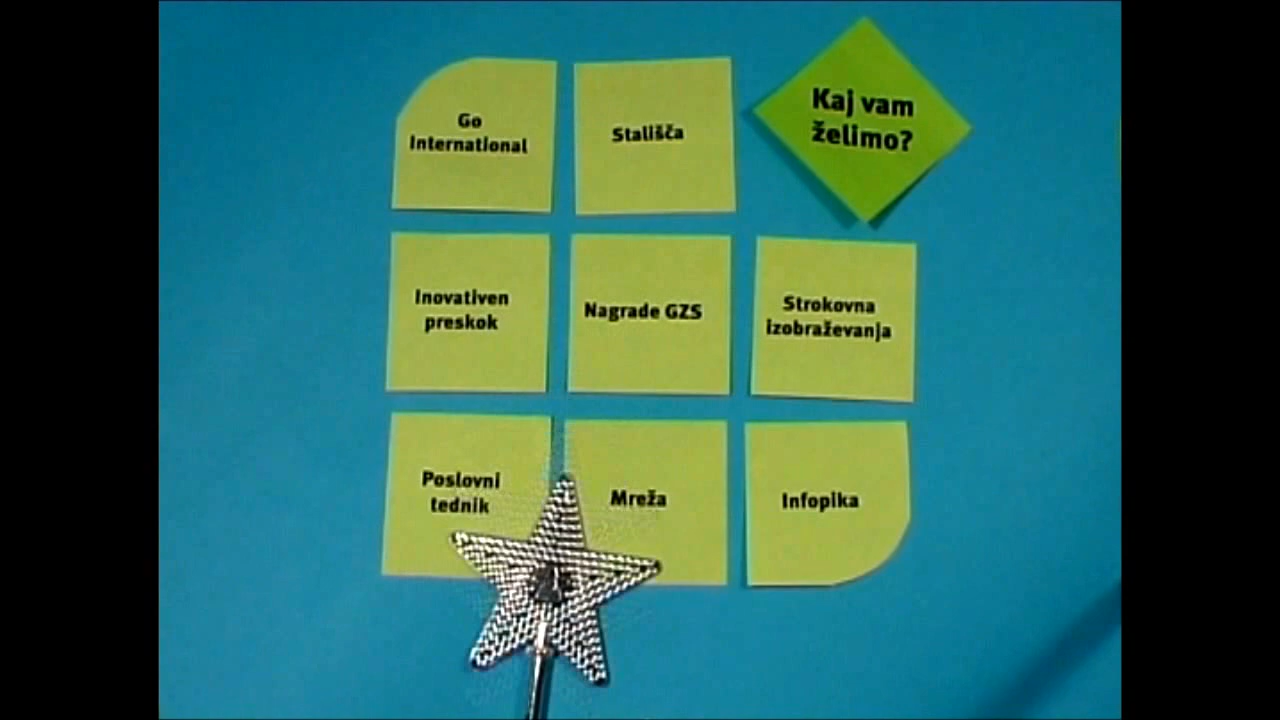 Go
International
Stališča
Kaj vam
želimo?
Inovativen
preskok
Nagrade GZS
Strokovna
izobraževanja
Poslovni
tednik
Mreža
Infopika